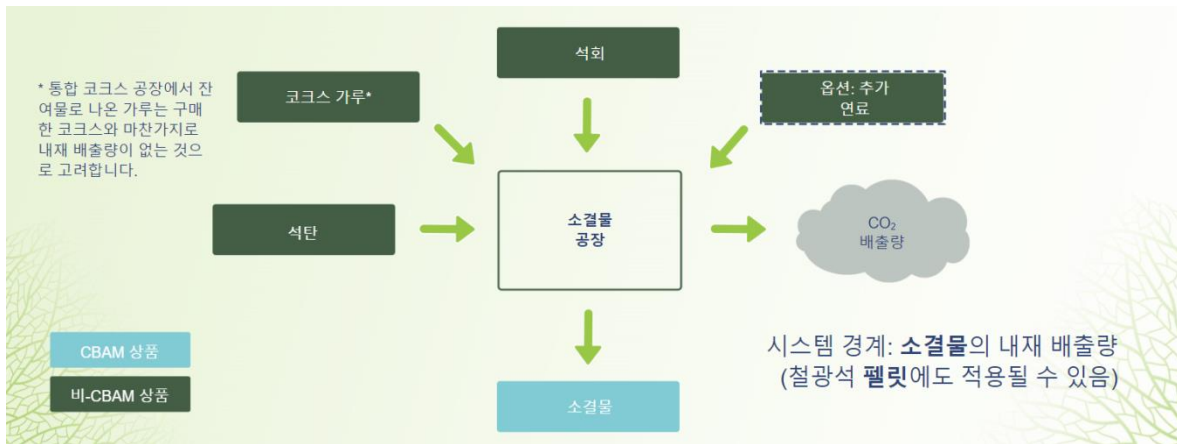 석회
* 통합 코크스 공장에서 잔
여물로 나온 가루는 구매
한 코크스와 마찬가지로
내재 배출량이 없는 것으
로 고려합니다.
코크스 가루*
옵션: 추가
연료
석탄
소결물
공장
CO₂
배출량
CBAM 상품
비-CBAM 상품
소결물
시스템 경계: 소결물의 내재 배출량
(철광석 펠릿에도 적용될 수 있음)